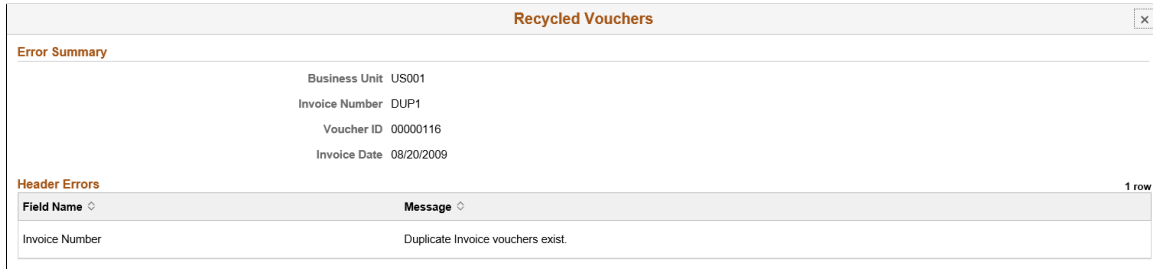 Recycled Vouchers
Error Summary
Business Unit US001
Invoice Number DUP1
Voucher ID 00000116
Invoice Date 08/20/2009
Header Errors 1 row
Field Name Message
Invoice Number Duplicate Invoice vouchers exist.